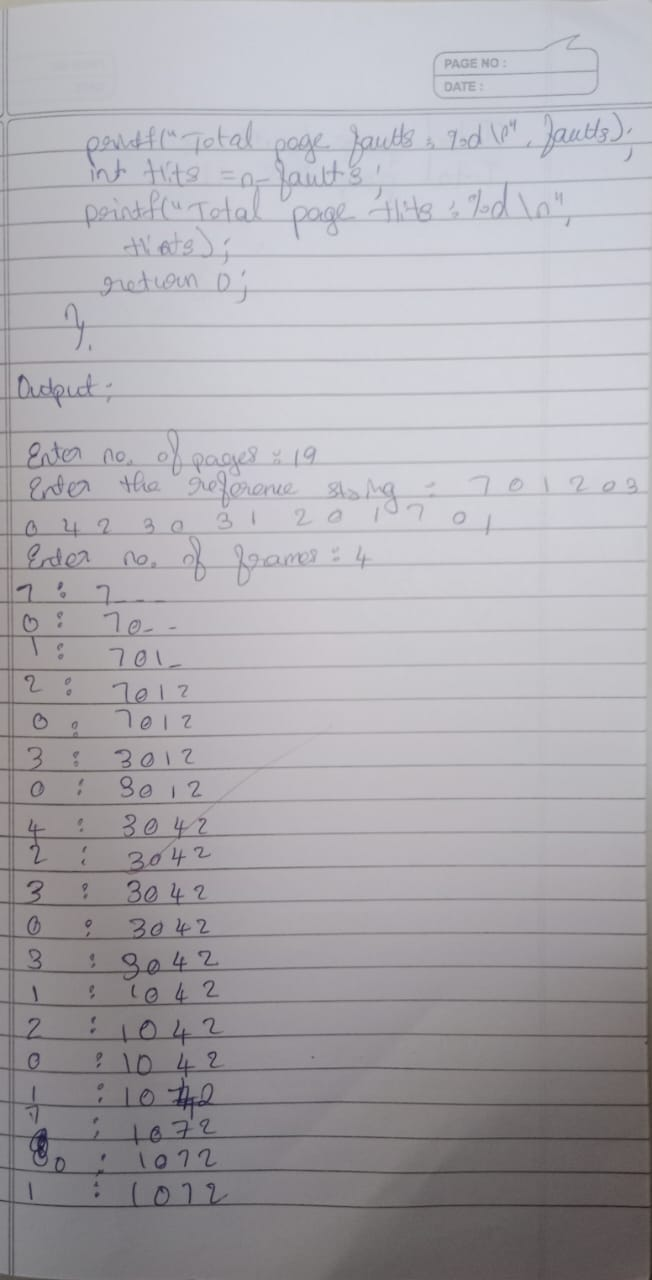 PAGE NO :
DATE :
printf("Total page faults : %d \n", faults);
int Hits = n - faults;
printf("Total page Hits : %d \n",
Hits);
return 0;
}.
Output :
Enter no. of pages : 19
Enter the reference string : 7 0 1 2 0 3
0 4 2 3 0 3 1 2 0 1 7 0 1
Enter no. of frames : 4
7 : 7 _ _ _
0 : 7 0 _ _
1 : 7 0 1 _
2 : 7 0 1 2
0 : 7 0 1 2
3 : 3 0 1 2
0 : 3 0 1 2
4 : 3 0 4 2
2 : 3 0 4 2
3 : 3 0 4 2
0 : 3 0 4 2
3 : 3 0 4 2
1 : 1 0 4 2
2 : 1 0 4 2
0 : 1 0 4 2
1 : 1 0 4 2
7 : 1 0 7 2
0 : 1 0 7 2
1 : 1 0 7 2